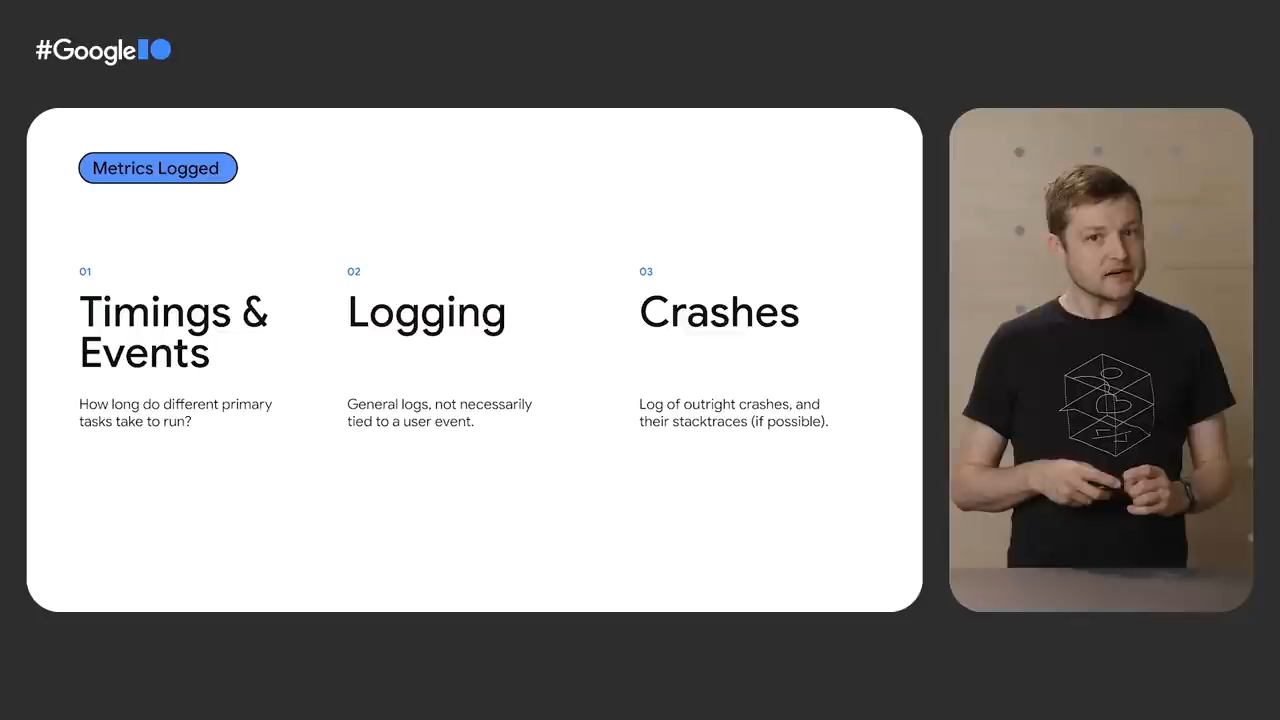 #GoogleIO
Metrics Logged
01
Timings &
Events
How long do different primary
tasks take to run?
02
Logging
General logs, not necessarily
tied to a user event.
03
Crashes
Log of outright crashes, and
their stacktraces (if possible).